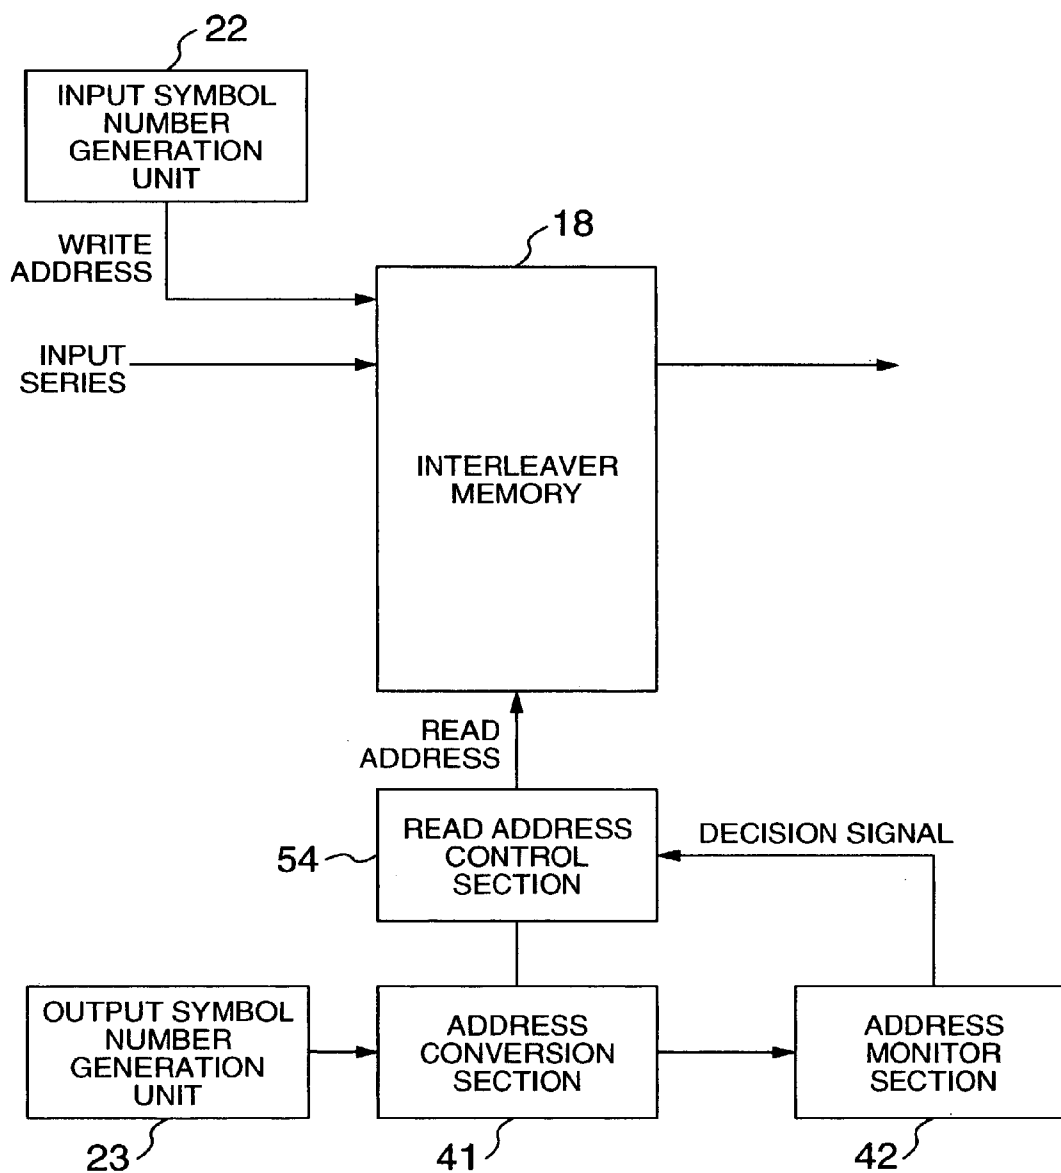 22
INPUT SYMBOL
NUMBER
GENERATION
UNIT
WRITE
ADDRESS
18
INPUT
SERIES
INTERLEAVER
MEMORY
READ
ADDRESS
54
READ ADDRESS
CONTROL
SECTION
DECISION SIGNAL
OUTPUT SYMBOL
NUMBER
GENERATION
UNIT
ADDRESS
CONVERSION
SECTION
ADDRESS
MONITOR
SECTION
23
41
42